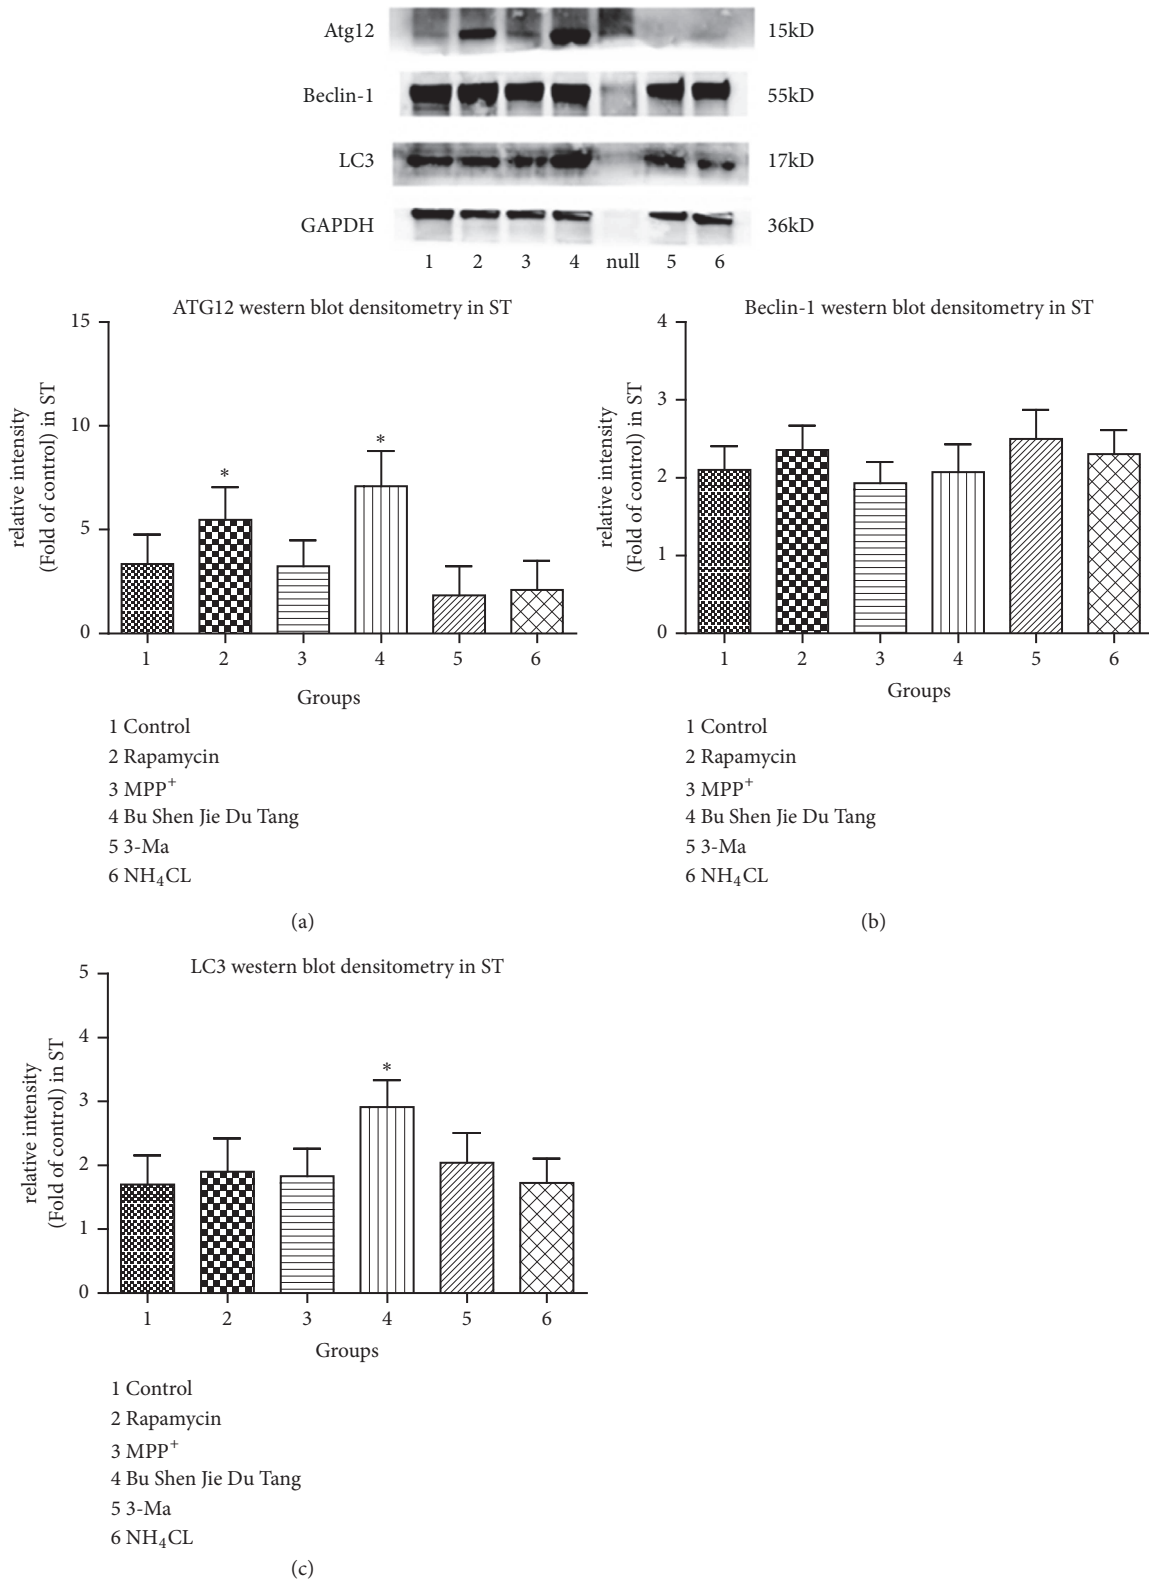 Atg12 15kD
Beclin-1 55kD
LC3 17kD
GAPDH 36kD
1 2 3 4 null 5 6
ATG12 western blot densitometry in ST
relative intensity
(Fold of control) in ST
15
10
5
0
* *
1 2 3 4 5 6
Groups
1 Control
2 Rapamycin
3 MPP⁺
4 Bu Shen Jie Du Tang
5 3-Ma
6 NH₄CL
(a)
Beclin-1 western blot densitometry in ST
relative intensity
(Fold of control) in ST
4
3
2
1
0
1 2 3 4 5 6
Groups
1 Control
2 Rapamycin
3 MPP⁺
4 Bu Shen Jie Du Tang
5 3-Ma
6 NH₄CL
(b)
LC3 western blot densitometry in ST
relative intensity
(Fold of control) in ST
5
4
3
2
1
0
*
1 2 3 4 5 6
Groups
1 Control
2 Rapamycin
3 MPP⁺
4 Bu Shen Jie Du Tang
5 3-Ma
6 NH₄CL
(c)